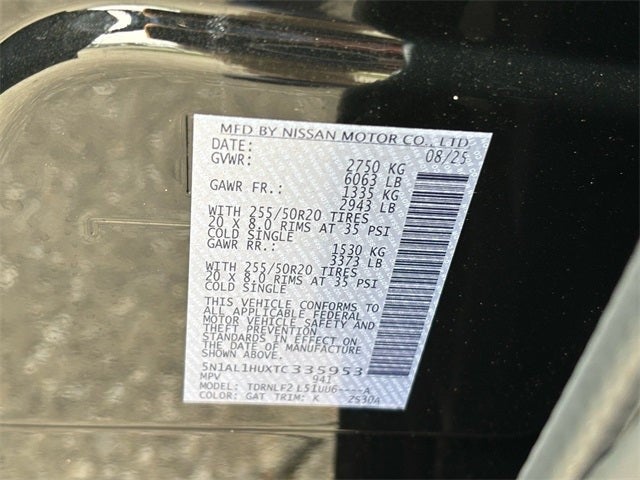 MFD BY NISSAN MOTOR CO., LTD
DATE: 08/25
GVWR: 2750 KG
6063 LB
GAWR FR.: 1335 KG
2943 LB
WITH 255/50R20 TIRES
20 X 8.0 RIMS AT 35 PSI
COLD SINGLE
GAWR RR.: 1530 KG
3373 LB
WITH 255/50R20 TIRES
20 X 8.0 RIMS AT 35 PSI
COLD SINGLE
THIS VEHICLE CONFORMS TO
ALL APPLICABLE FEDERAL
MOTOR VEHICLE SAFETY AND
THEFT PREVENTION
STANDARDS IN EFFECT ON
THE DATE OF MANUFACTURE
SHOWN ABOVE.
5N1AL1HUXTC335953
MPV 941
MODEL: TDRNLF2L51UU6----A
COLOR: GAT TRIM: K 2S30A